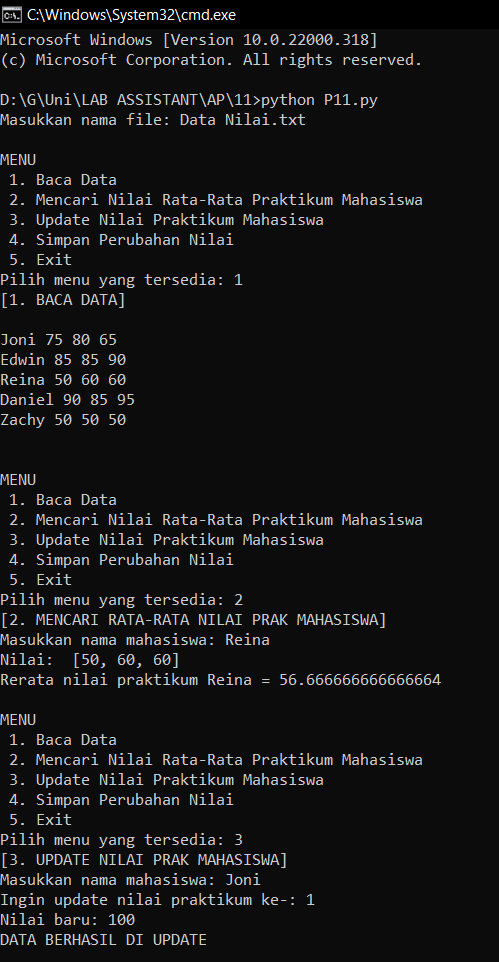 C:\Windows\System32\cmd.exe
Microsoft Windows [Version 10.0.22000.318]
(c) Microsoft Corporation. All rights reserved.
D:\G\Uni\LAB ASSISTANT\AP\11>python P11.py
Masukkan nama file: Data Nilai.txt
MENU
1. Baca Data
2. Mencari Nilai Rata-Rata Praktikum Mahasiswa
3. Update Nilai Praktikum Mahasiswa
4. Simpan Perubahan Nilai
5. Exit
Pilih menu yang tersedia: 1
[1. BACA DATA]
Joni 75 80 65
Edwin 85 85 90
Reina 50 60 60
Daniel 90 85 95
Zachy 50 50 50
MENU
1. Baca Data
2. Mencari Nilai Rata-Rata Praktikum Mahasiswa
3. Update Nilai Praktikum Mahasiswa
4. Simpan Perubahan Nilai
5. Exit
Pilih menu yang tersedia: 2
[2. MENCARI RATA-RATA NILAI PRAK MAHASISWA]
Masukkan nama mahasiswa: Reina
Nilai:  [50, 60, 60]
Rerata nilai praktikum Reina = 56.666666666666664
MENU
1. Baca Data
2. Mencari Nilai Rata-Rata Praktikum Mahasiswa
3. Update Nilai Praktikum Mahasiswa
4. Simpan Perubahan Nilai
5. Exit
Pilih menu yang tersedia: 3
[3. UPDATE NILAI PRAK MAHASISWA]
Masukkan nama mahasiswa: Joni
Ingin update nilai praktikum ke-: 1
Nilai baru: 100
DATA BERHASIL DI UPDATE